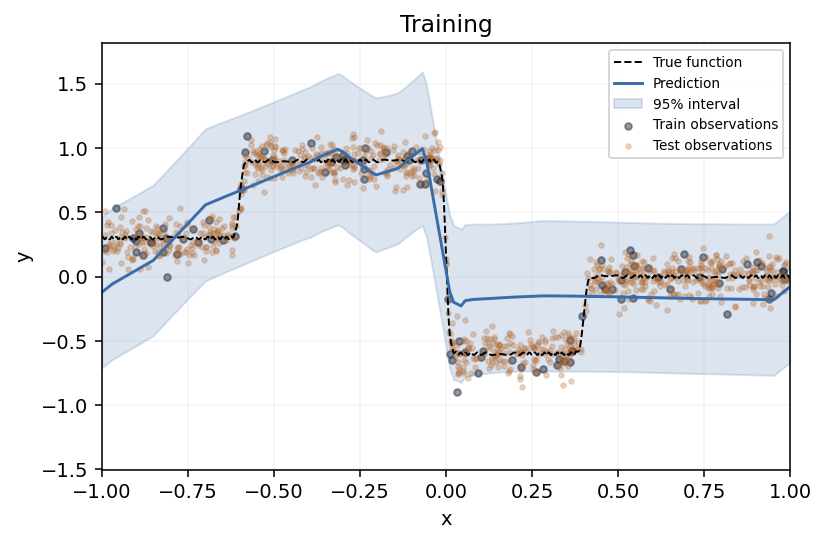 Training
True function
Prediction
95% interval
Train observations
Test observations
y
1.5
1.0
0.5
0.0
−0.5
−1.0
−1.5
−1.00 −0.75 −0.50 −0.25 0.00 0.25 0.50 0.75 1.00
x